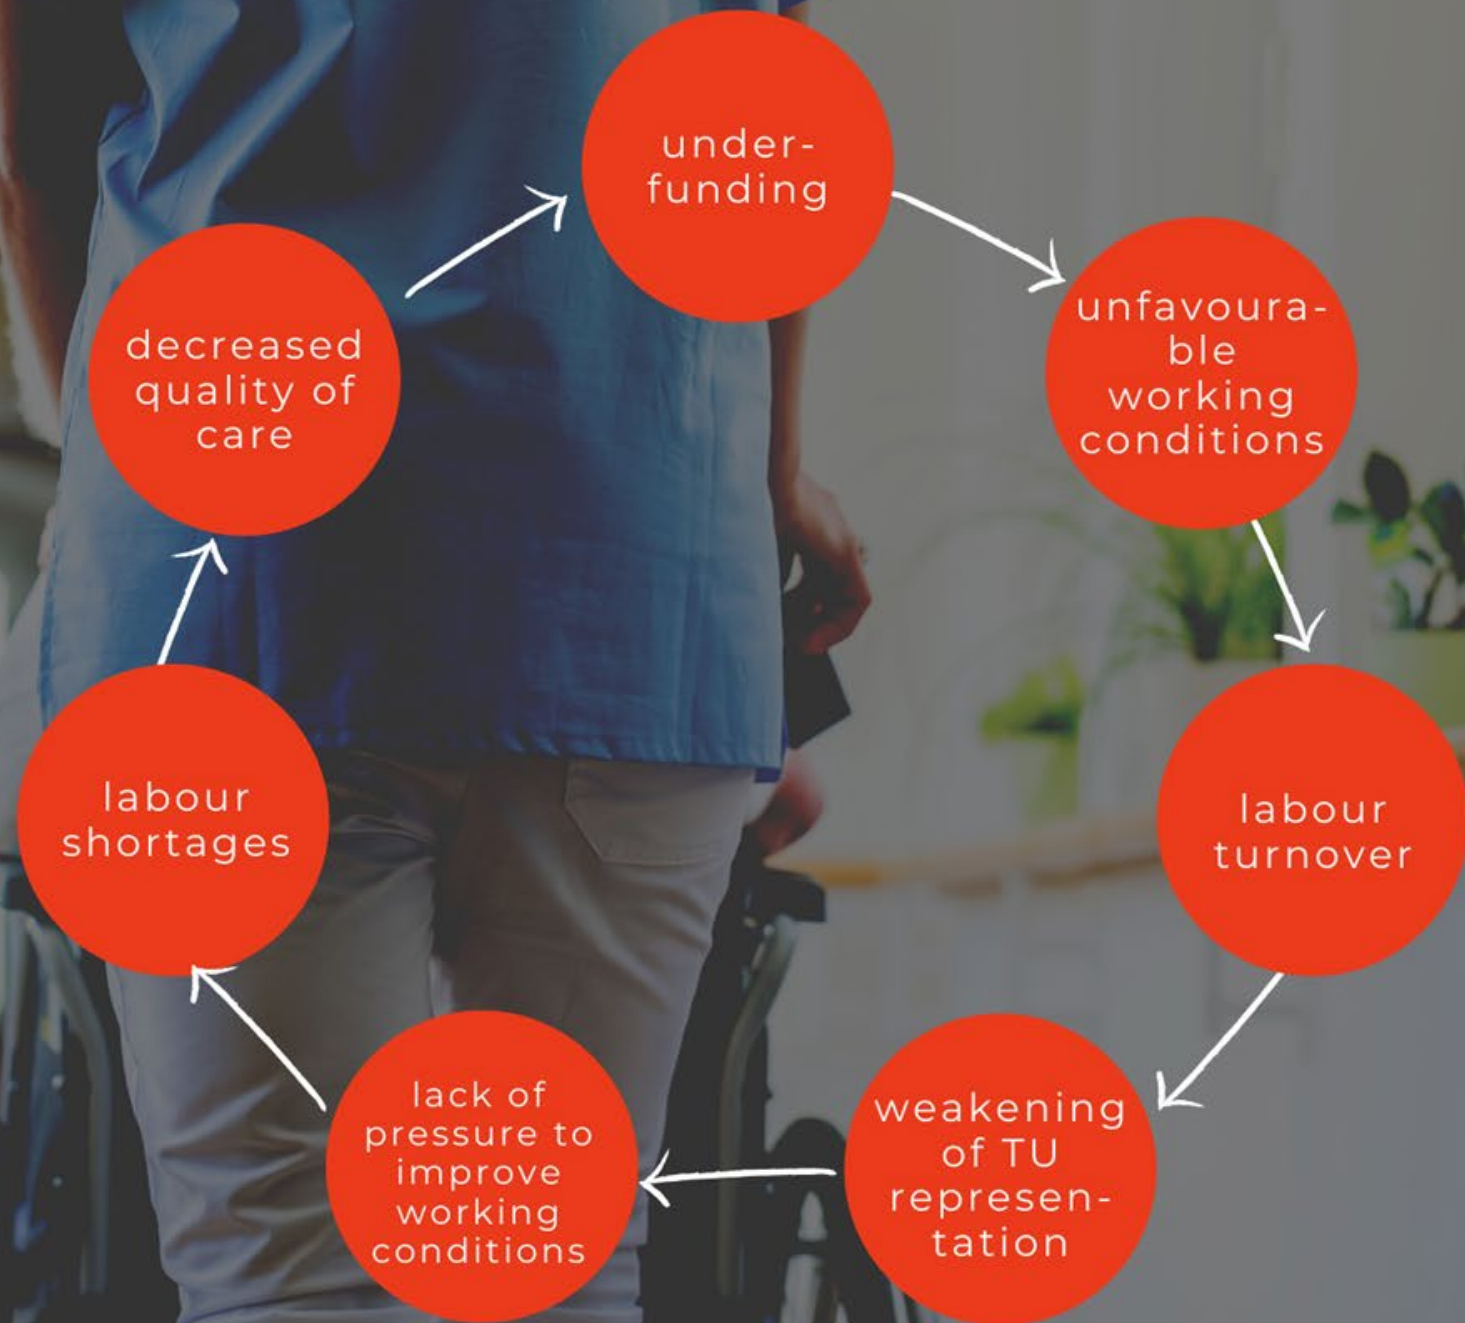 under-
funding
unfavoura-
ble
working
conditions
labour
turnover
weakening
of TU
represen-
tation
lack of
pressure to
improve
working
conditions
labour
shortages
decreased
quality of
care